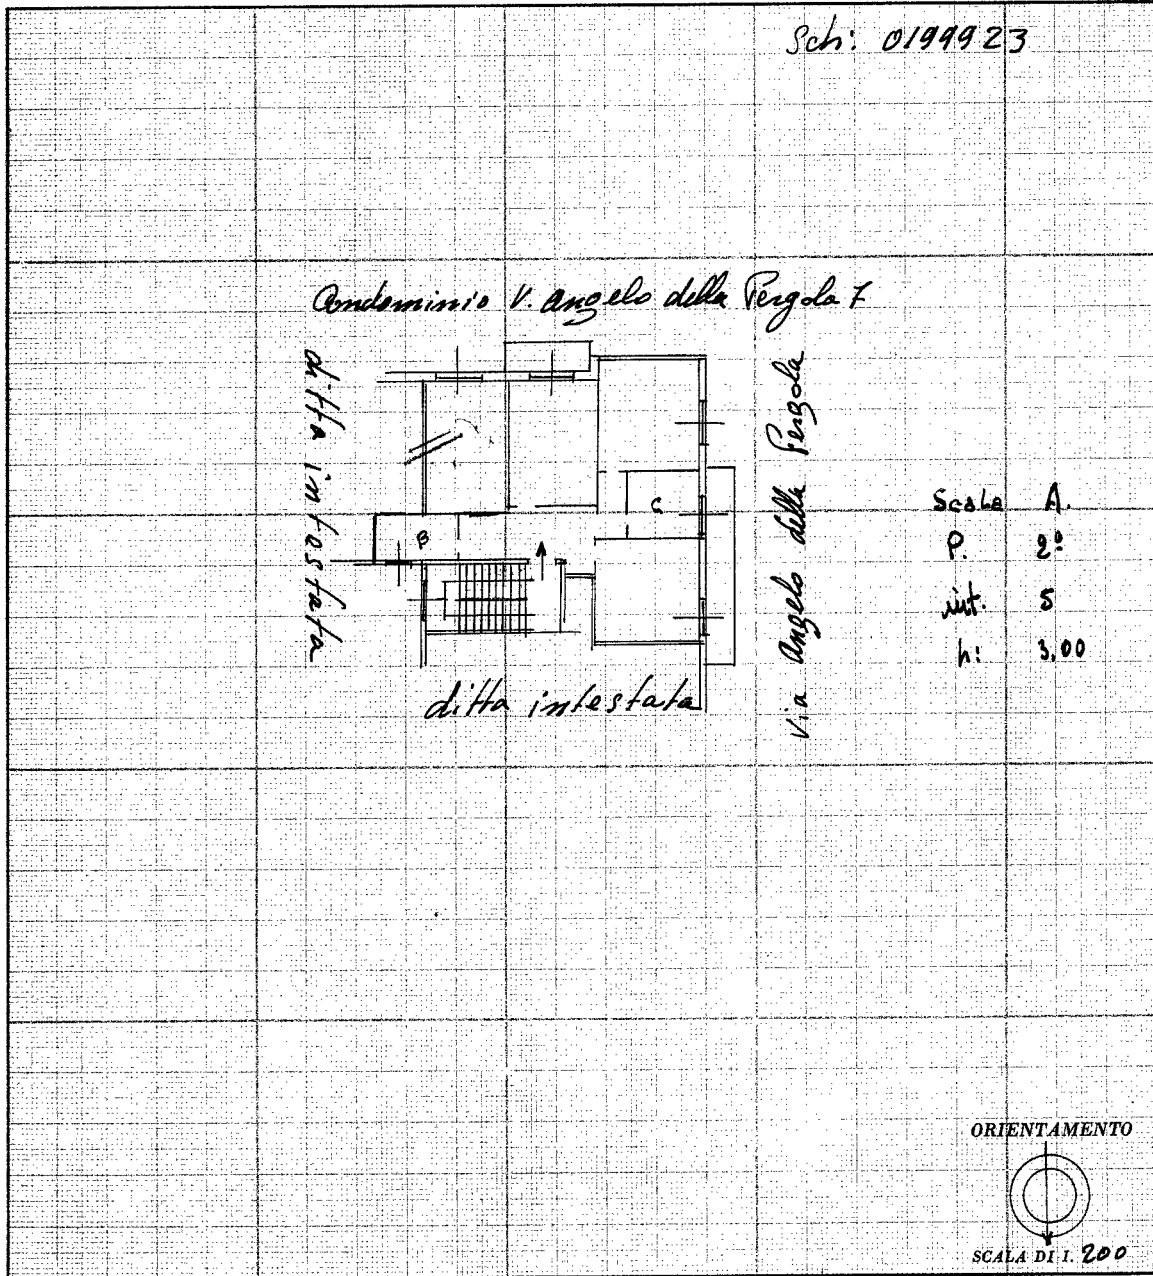 Sch: 0199923
Condominio V. Angelo della Pergola 7
ditta intestata
Via Angelo della Pergola
B
C
Scala A.
P. 2º
int. 5
h: 3,00
ditta intestata
ORIENTAMENTO
SCALA DI 1. 200